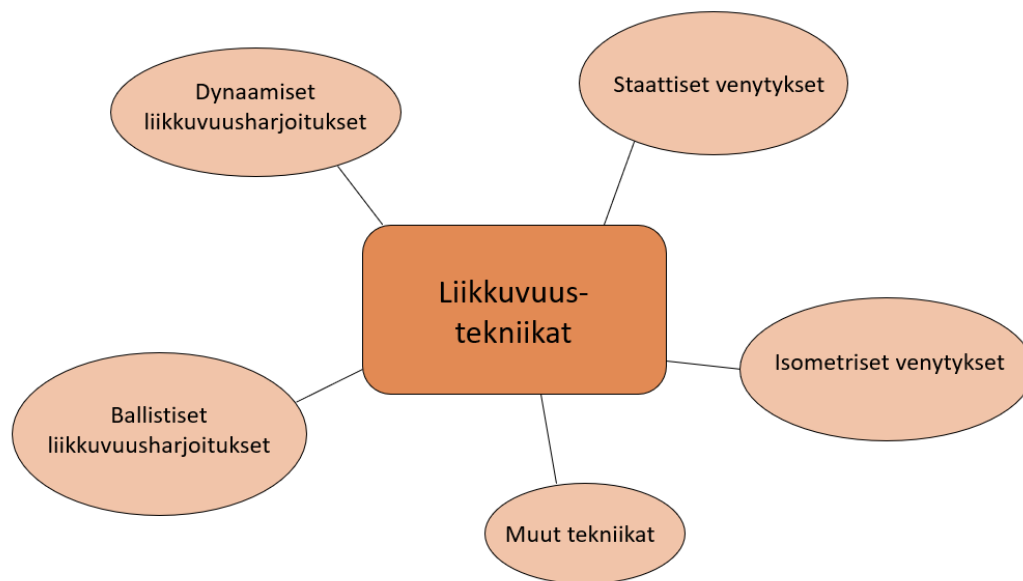 Dynaamiset
liikkuvuusharjoitukset
Staattiset venytykset
Liikkuvuus-
tekniikat
Isometriset venytykset
Ballistiset
liikkuvuusharjoitukset
Muut tekniikat